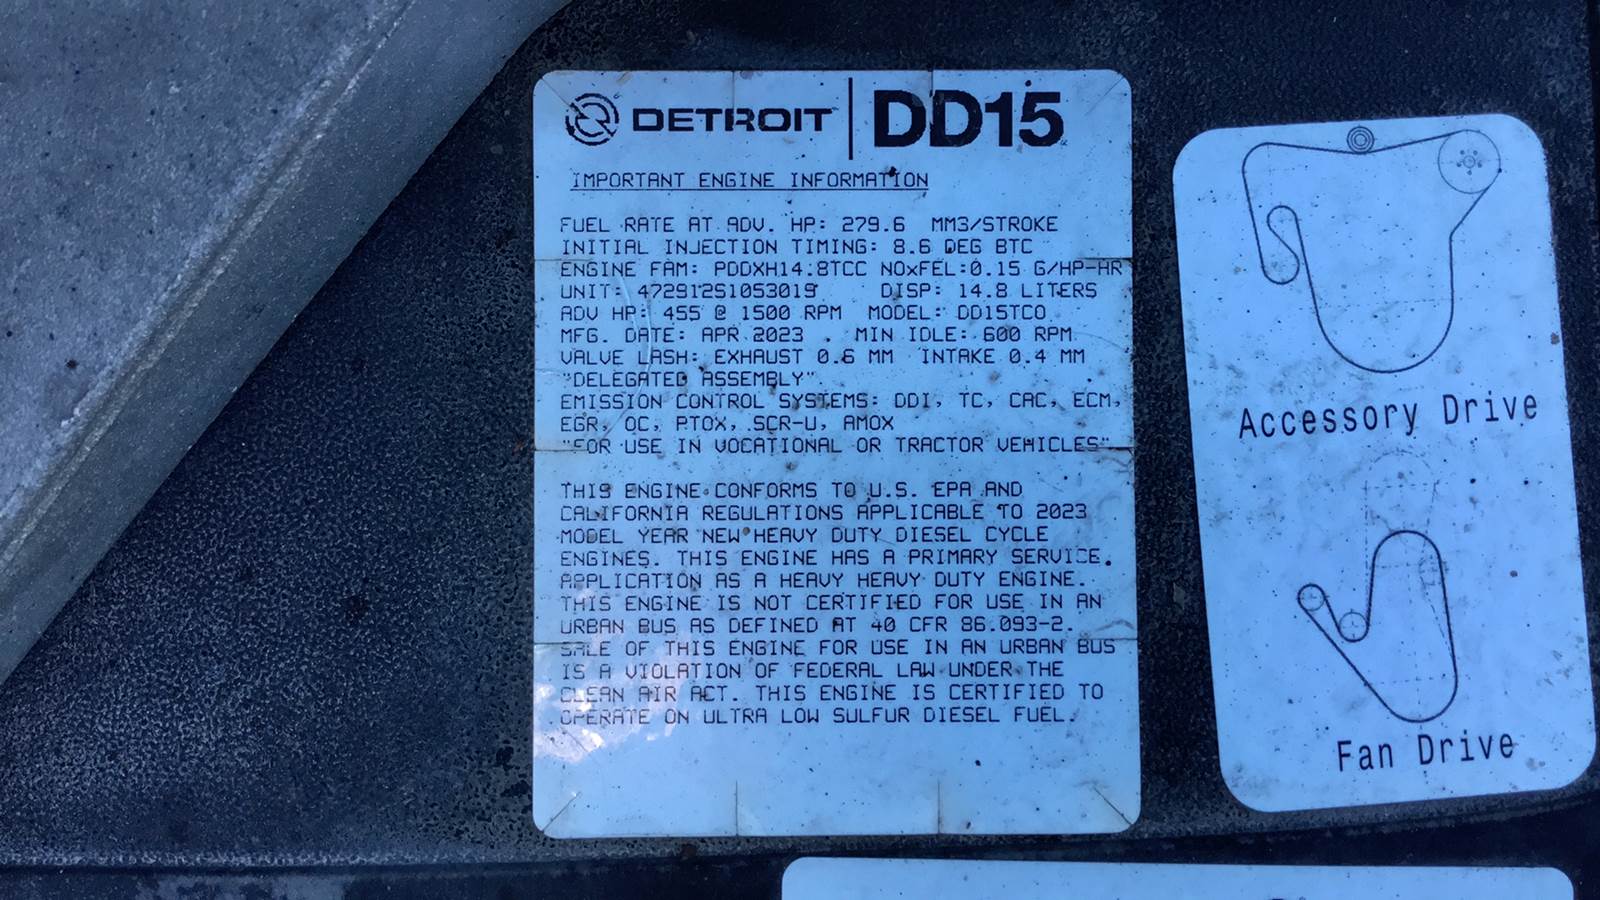 DETROIT DD15
IMPORTANT ENGINE INFORMATION
FUEL RATE AT ADV. HP: 279.6 MM3/STROKE
INITIAL INJECTION TIMING: 8.6 DEG BTC
ENGINE FAM: PDDXH14.8TCC NOxFEL:0.15 G/HP-HR
UNIT: 472912S1053019 DISP: 14.8 LITERS
ADV HP: 455 @ 1500 RPM MODEL: DD15TCO
MFG. DATE: APR 2023 MIN IDLE: 600 RPM
VALVE LASH: EXHAUST 0.6 MM INTAKE 0.4 MM
"DELEGATED ASSEMBLY"
EMISSION CONTROL SYSTEMS: DDI, TC, CAC, ECM,
EGR, OC, PTOX, SCR-U, AMOX
"FOR USE IN VOCATIONAL OR TRACTOR VEHICLES"
THIS ENGINE CONFORMS TO U.S. EPA AND
CALIFORNIA REGULATIONS APPLICABLE TO 2023
MODEL YEAR NEW HEAVY DUTY DIESEL CYCLE
ENGINES. THIS ENGINE HAS A PRIMARY SERVICE
APPLICATION AS A HEAVY HEAVY DUTY ENGINE.
THIS ENGINE IS NOT CERTIFIED FOR USE IN AN
URBAN BUS AS DEFINED AT 40 CFR 86.093-2.
SALE OF THIS ENGINE FOR USE IN AN URBAN BUS
IS A VIOLATION OF FEDERAL LAW UNDER THE
CLEAN AIR ACT. THIS ENGINE IS CERTIFIED TO
OPERATE ON ULTRA LOW SULFUR DIESEL FUEL.
Accessory Drive
Fan Drive